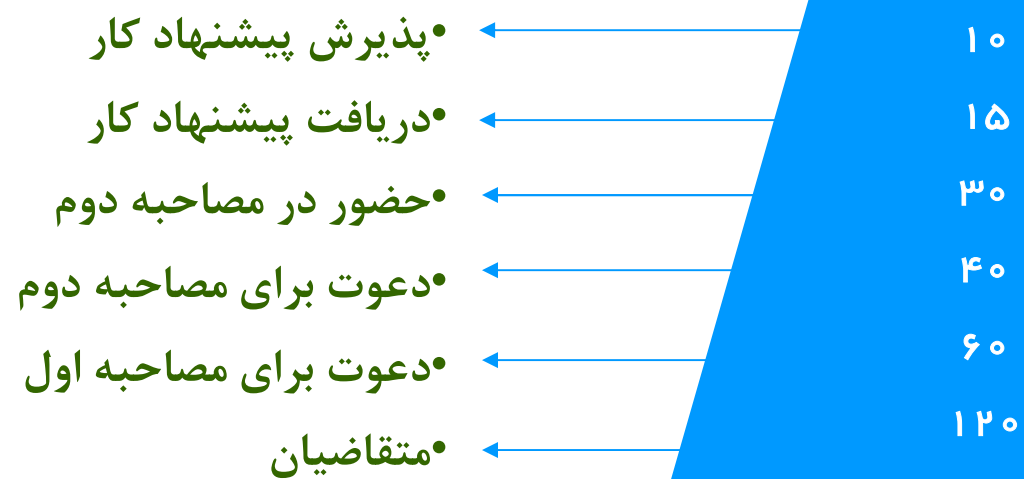 •پذیرش پیشنهاد کار
•دریافت پیشنهاد کار
•حضور در مصاحبه دوم
•دعوت برای مصاحبه دوم
•دعوت برای مصاحبه اول
•متقاضیان
۱۰
۱۵
۳۰
۴۰
۶۰
۱۲۰